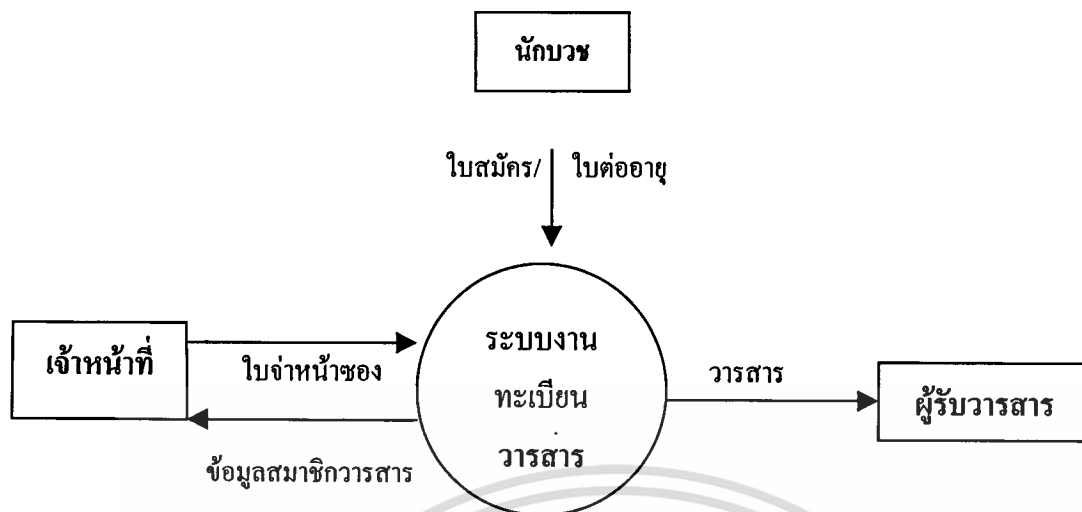 นักบวช
ใบสมัคร/ ใบต่ออายุ
เจ้าหน้าที่
ใบจ่าหน้าซอง
ข้อมูลสมาชิกวารสาร
ระบบงาน
ทะเบียน
วารสาร
วารสาร
ผู้รับวารสาร